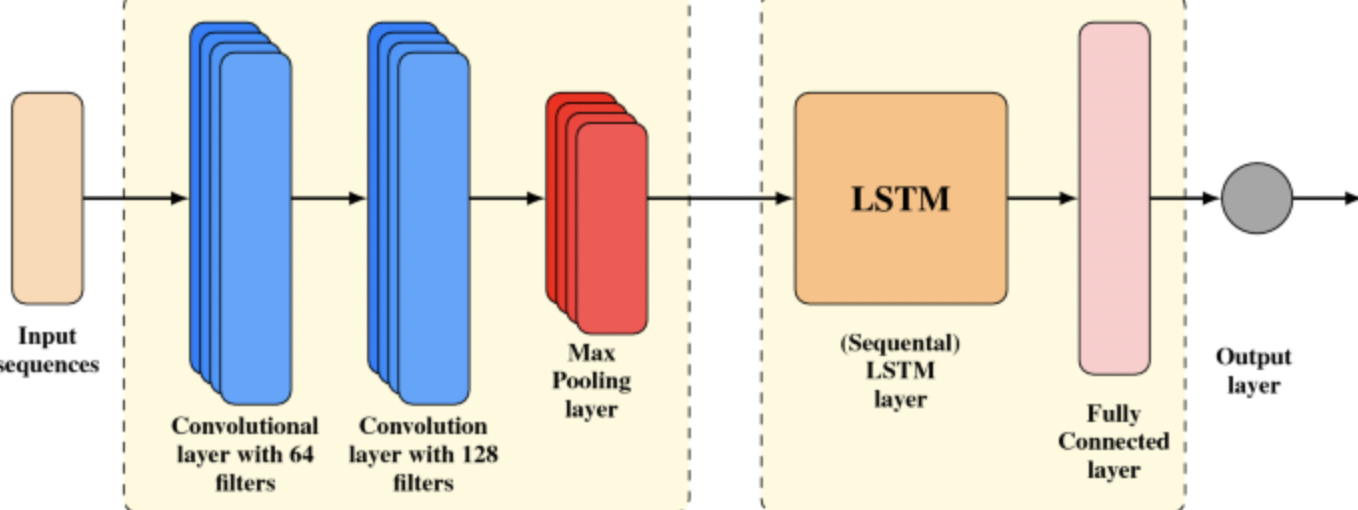 Input
sequences
Convolutional
layer with 64
filters
Convolution
layer with 128
filters
Max
Pooling
layer
LSTM
(Sequental)
LSTM
layer
Fully
Connected
layer
Output
layer